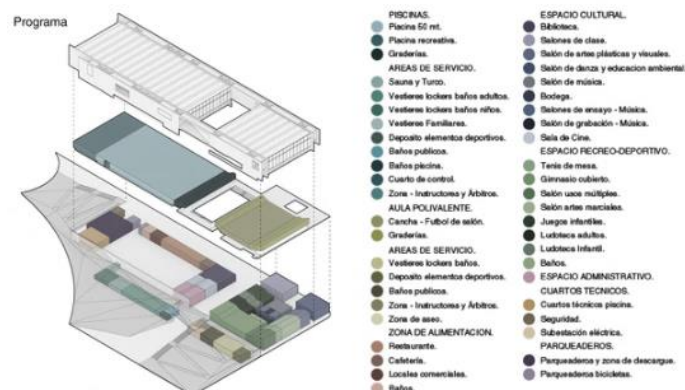 Programa
PISCINAS.
Piscina 50 mt.
Piscina recreativa.
Graderías.
AREAS DE SERVICIO.
Sauna y Turco.
Vestieres lockers baños adultos.
Vestieres lockers baños niños.
Vestieres Familiares.
Deposito elementos deportivos.
Baños publicos.
Baños piscina.
Cuarto de control.
Zona - Instructores y Árbitros.
AULA POLIVALENTE.
Cancha - Futbol de salón.
Graderías.
AREAS DE SERVICIO.
Vestieres lockers baños.
Deposito elementos deportivos.
Baños publicos.
Zona - Instructores y Árbitros.
Zona de aseo.
ZONA DE ALIMENTACION.
Restaurante.
Cafetería.
Locales comerciales.
Baños.
ESPACIO CULTURAL.
Biblioteca.
Salones de clase.
Salón de artes plásticas y visuales.
Salón de danza y educacion ambiental.
Salón de música.
Bodega.
Salones de ensayo - Música.
Salón de grabación - Música.
Sala de Cine.
ESPACIO RECREO-DEPORTIVO.
Tenis de mesa.
Gimnasio cubierto.
Salón usos múltiples.
Salón artes marciales.
Juegos infantiles.
Ludoteca adultos.
Ludoteca Infantil.
Baños.
ESPACIO ADMINISTRATIVO.
CUARTOS TECNICOS.
Cuartos técnicos piscina.
Seguridad.
Subestación eléctrica.
PARQUEADEROS.
Parqueaderos y zona de descargue.
Parqueaderos bicicletas.